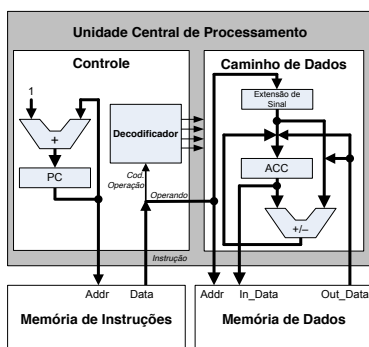 Unidade Central de Processamento
Controle
Caminho de Dados
1
+
PC
Decodificador
Cod.
Operação
Operando
Instrução
Extensão de
Sinal
ACC
+/–
Addr
Data
Addr
In_Data
Out_Data
Memória de Instruções
Memória de Dados